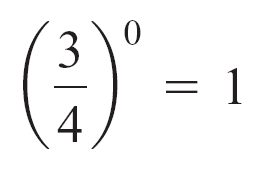 (3/4)⁰ = 1